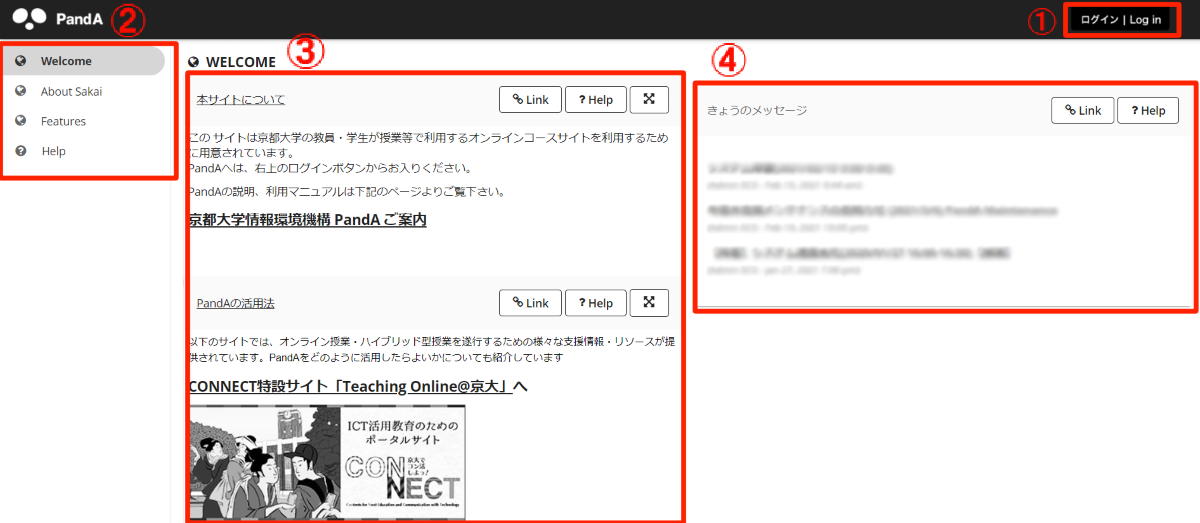 PandA
②
①
ログイン | Log in
Welcome
About Sakai
Features
Help
③
WELCOME
本サイトについて
Link
? Help
この サイトは京都大学の教員・学生が授業等で利用するオンラインコースサイトを利用するため
に用意されています。
PandAへは、右上のログインボタンからお入りください。
PandAの説明、利用マニュアルは下記のページよりご覧下さい。
京都大学情報環境機構 PandA ご案内
PandAの活用法
Link
? Help
以下のサイトでは、オンライン授業・ハイブリッド型授業を遂行するための様々な支援情報・リソースが提
供されています。PandAをどのように活用したらよいかについても紹介しています
CONNECT特設サイト「Teaching Online@京大」へ
ICT活用教育のための
ポータルサイト
京大で
コン活
しよっ!
CONNECT
Contents for Next Education and Communication with Technology
④
きょうのメッセージ
Link
? Help